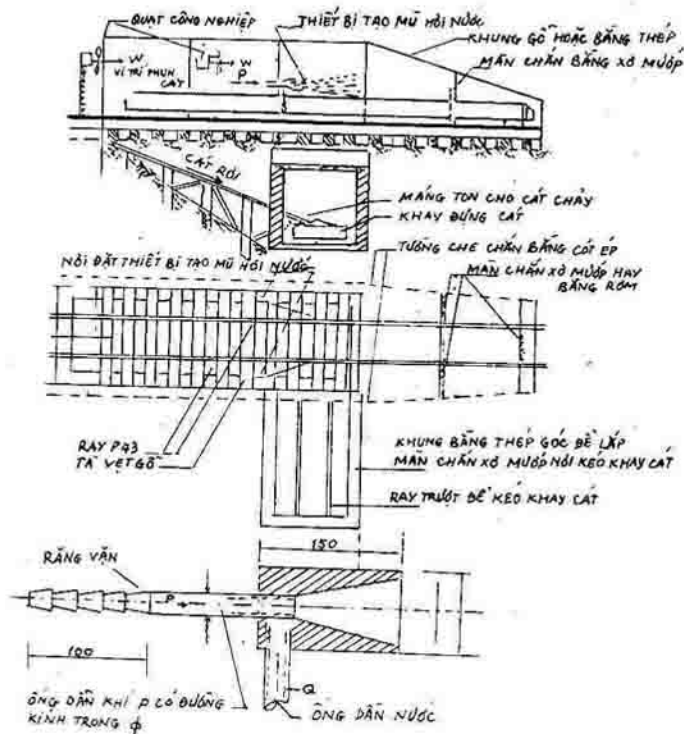 QUẠT CÔNG NGHIỆP
THIẾT BỊ TẠO MÙ HƠI NƯỚC
KHUNG GỖ HOẶC BẰNG THÉP
MÀN CHẮN BẰNG XƠ MƯỚP
W
VỊ TRÍ PHUN
CÁT
W
P
CÁT RƠI
MÁNG TON CHO CÁT CHẢY
KHAY ĐỰNG CÁT
NƠI ĐẶT THIẾT BỊ TẠO MÙ HƠI NƯỚC
TƯỜNG CHE CHẮN BẰNG CÓT ÉP
MÀN CHẮN XƠ MƯỚP HAY
BẰNG RƠM
RAY P43
TÀ VẸT GỖ
KHUNG BẰNG THÉP GÓC ĐỂ LẮP
MÀN CHẮN XƠ MƯỚP NƠI KÉO KHAY CÁT
RAY TRƯỢT ĐỂ KÉO KHAY CÁT
150
RĂNG VẶN
P
100
Q
ỐNG DẪN KHÍ P CÓ ĐƯỜNG
KÍNH TRONG ϕ
ỐNG DẪN NƯỚC